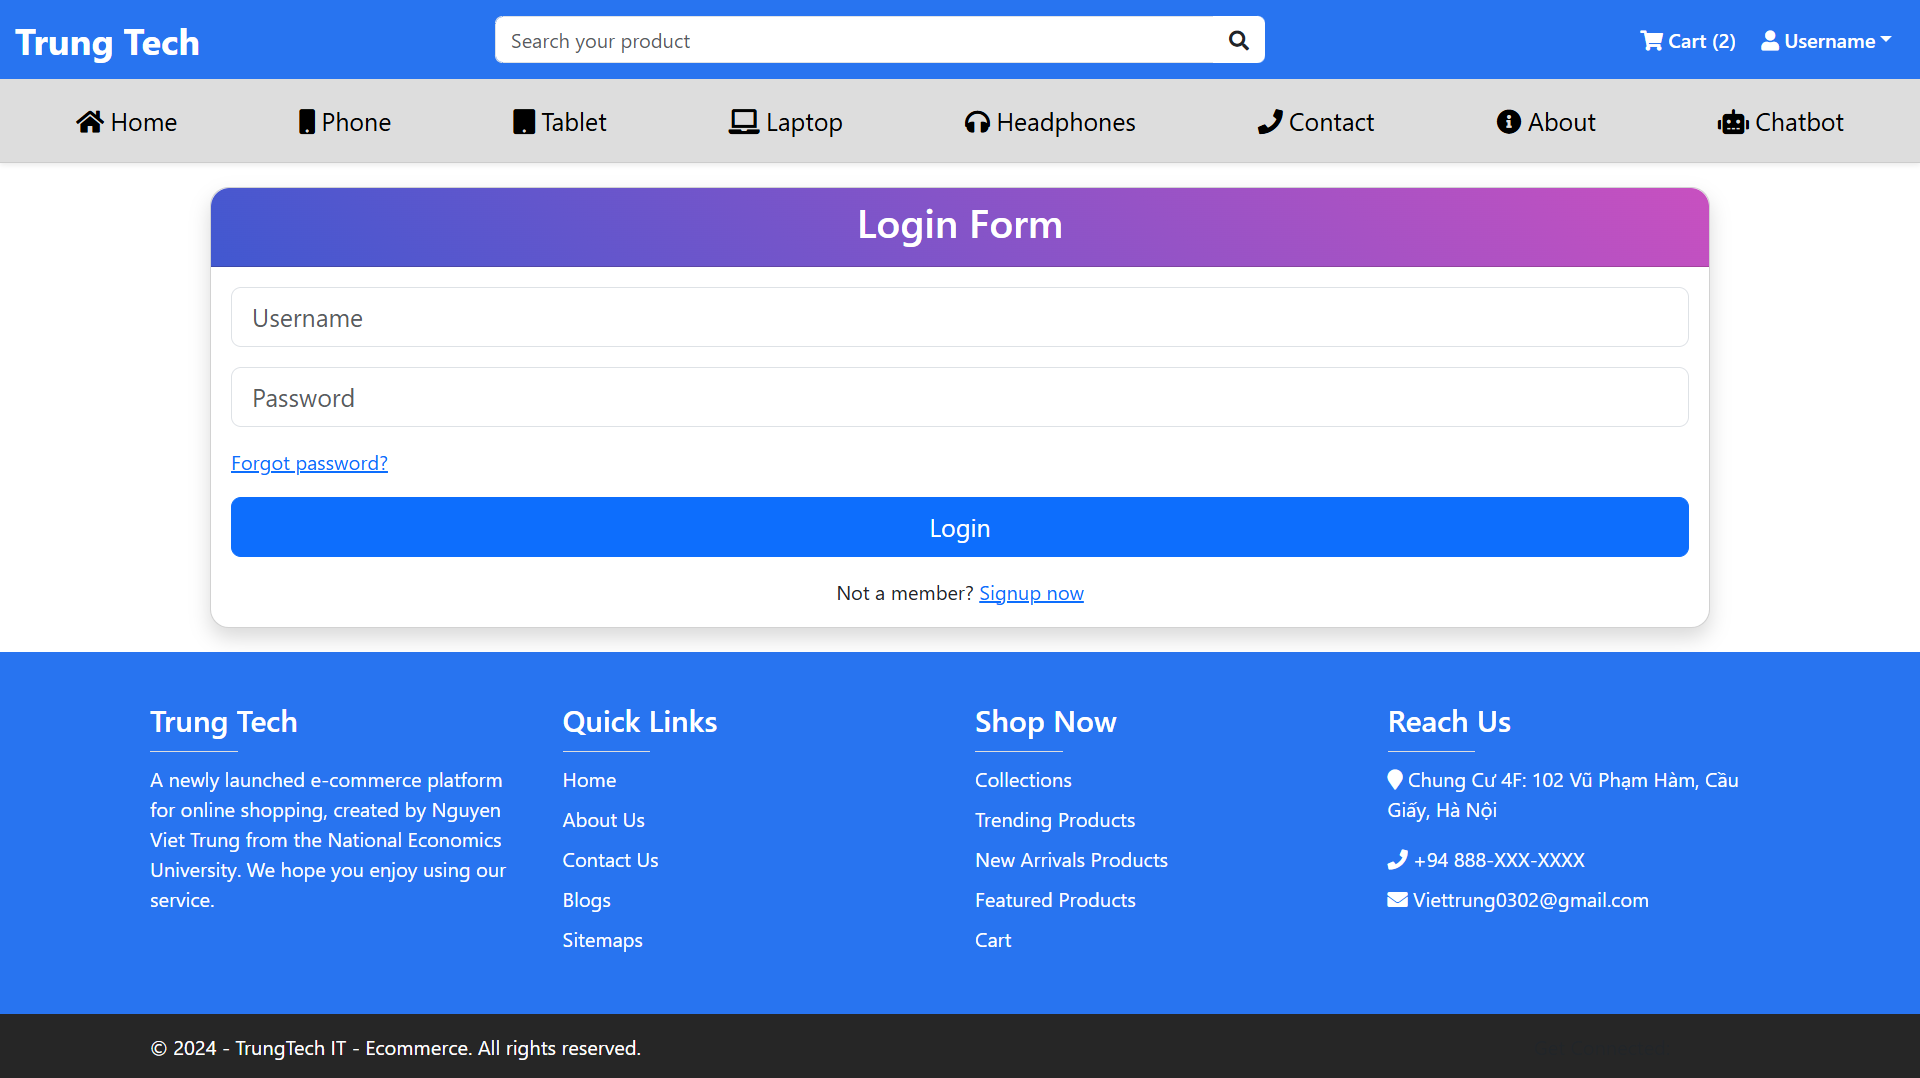 Trung Tech
Search your product
Cart (2)
Username
Home
Phone
Tablet
Laptop
Headphones
Contact
About
Chatbot
Login Form
Username
Password
Forgot password?
Login
Not a member? Signup now
Trung Tech
A newly launched e-commerce platform
for online shopping, created by Nguyen
Viet Trung from the National Economics
University. We hope you enjoy using our
service.
Quick Links
Home
About Us
Contact Us
Blogs
Sitemaps
Shop Now
Collections
Trending Products
New Arrivals Products
Featured Products
Cart
Reach Us
Chung Cư 4F: 102 Vũ Phạm Hàm, Cầu
Giấy, Hà Nội
+94 888-XXX-XXXX
Viettrung0302@gmail.com
© 2024 - TrungTech IT - Ecommerce. All rights reserved.